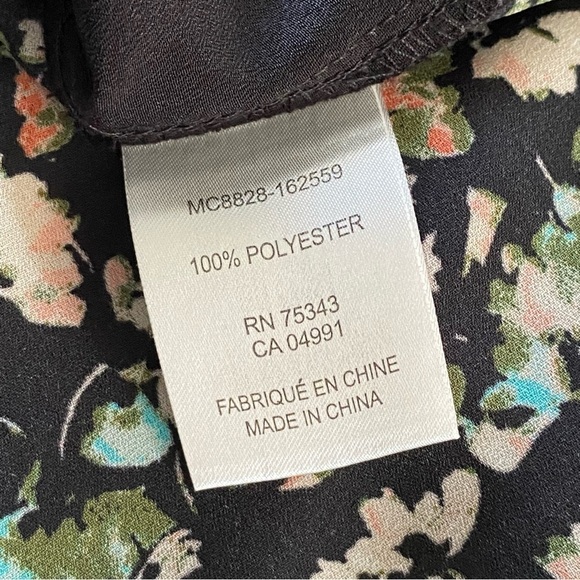 MC8828-162559
100% POLYESTER
RN 75343
CA 04991
FABRIQUÉ EN CHINE
MADE IN CHINA